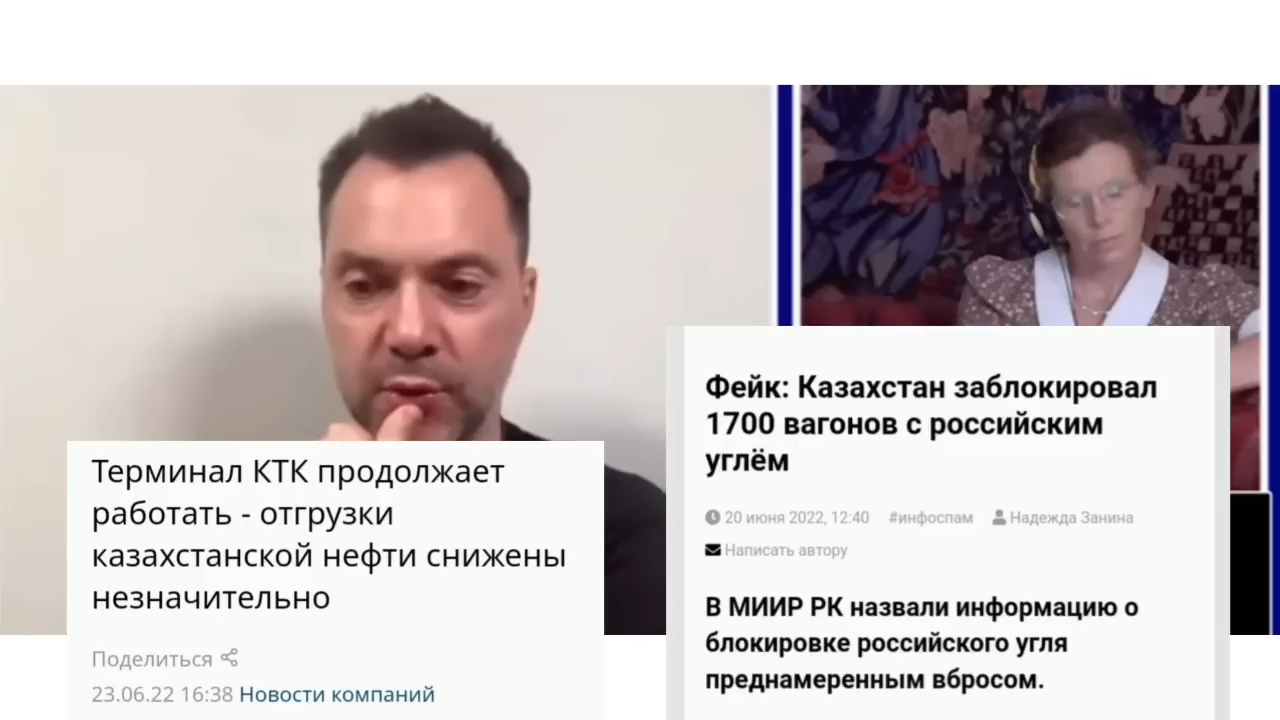 Терминал КТК продолжает
работать - отгрузки
казахстанской нефти снижены
незначительно
Поделиться
23.06.22 16:38 Новости компаний
Фейк: Казахстан заблокировал
1700 вагонов с российским
углём
20 июня 2022, 12:40 #инфоспам Надежда Занина
Написать автору
В МИИР РК назвали информацию о
блокировке российского угля
преднамеренным вбросом.